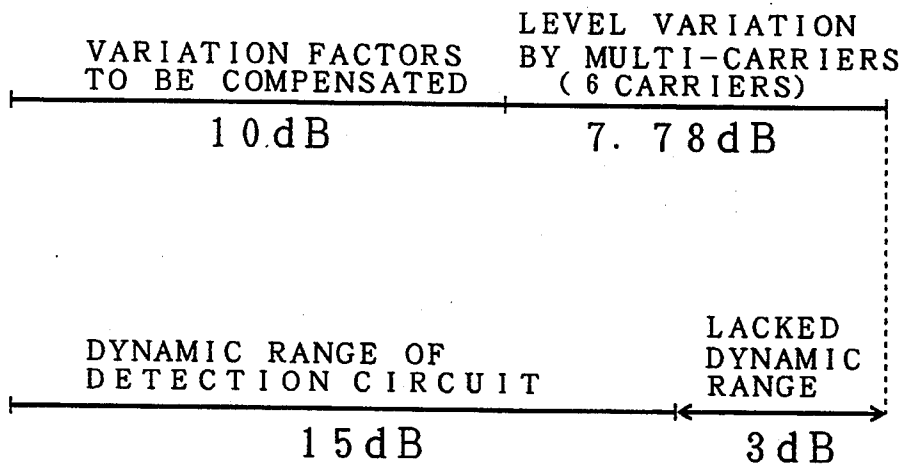 VARIATION FACTORS
TO BE COMPENSATED
10dB
LEVEL VARIATION
BY MULTI-CARRIERS
(6 CARRIERS)
7.78dB
DYNAMIC RANGE OF
DETECTION CIRCUIT
15dB
LACKED
DYNAMIC
RANGE
3dB